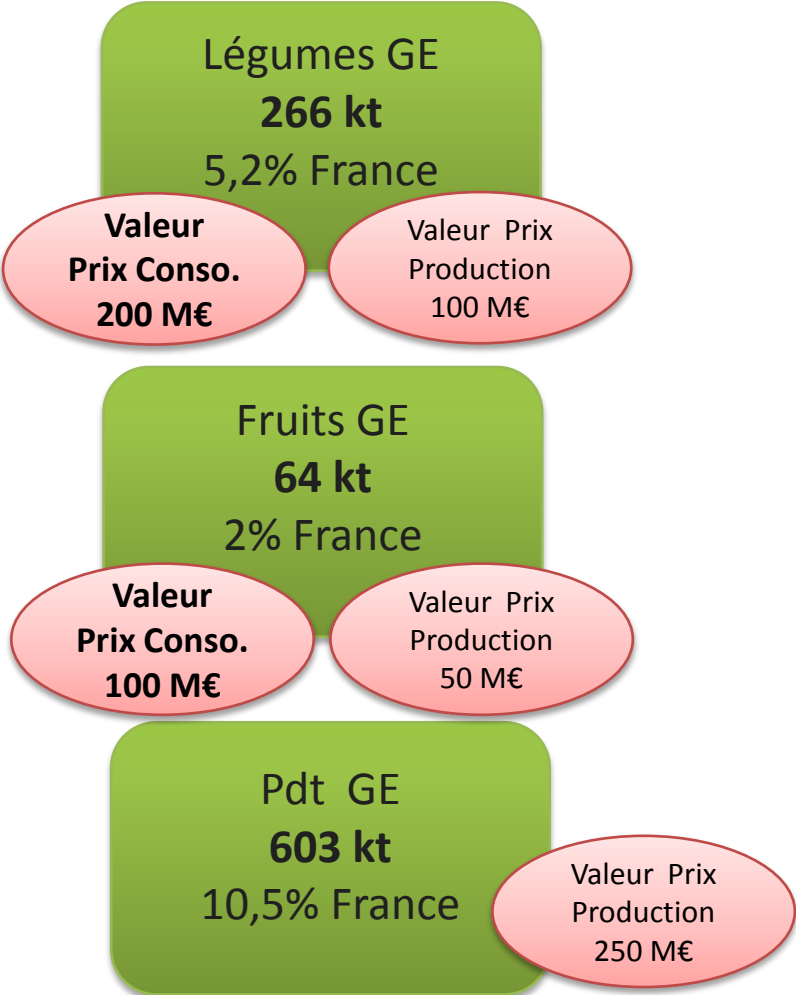 Légumes GE
266 kt
5,2% France
Valeur
Prix Conso.
200 M€
Valeur Prix
Production
100 M€
Fruits GE
64 kt
2% France
Valeur
Prix Conso.
100 M€
Valeur Prix
Production
50 M€
Pdt GE
603 kt
10,5% France
Valeur Prix
Production
250 M€